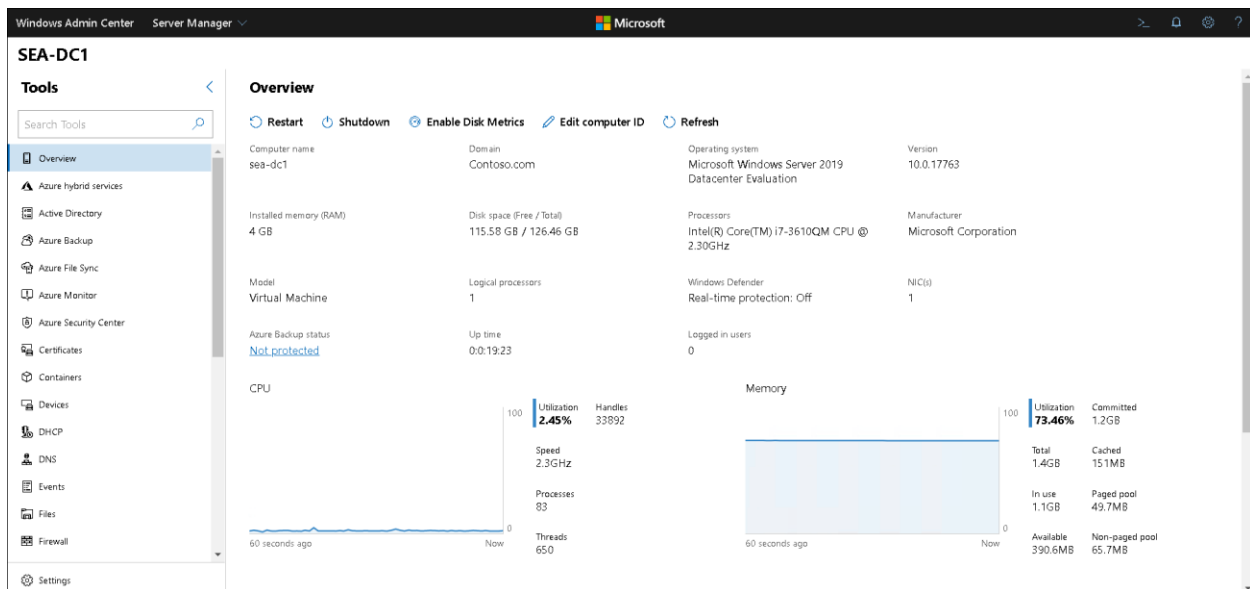 Windows Admin Center Server Manager Microsoft >_ ?
SEA-DC1
Tools
Search Tools
Overview
Azure hybrid services
Active Directory
Azure Backup
Azure File Sync
Azure Monitor
Azure Security Center
Certificates
Containers
Devices
DHCP
DNS
Events
Files
Firewall
Settings
Overview
Restart Shutdown Enable Disk Metrics Edit computer ID Refresh
Computer name Domain Operating system Version
sea-dc1 Contoso.com Microsoft Windows Server 2019 10.0.17763
Datacenter Evaluation
Installed memory (RAM) Disk space (Free / Total) Processors Manufacturer
4 GB 115.58 GB / 126.46 GB Intel(R) Core(TM) i7-3610QM CPU @ Microsoft Corporation
2.30GHz
Model Logical processors Windows Defender NIC(s)
Virtual Machine 1 Real-time protection: Off 1
Azure Backup status Up time Logged in users
Not protected 0:0:19:23 0
CPU
100
0
60 seconds ago Now
Utilization Handles
2.45% 33892
Speed
2.3GHz
Processes
83
Threads
650
Memory
100
0
60 seconds ago Now
Utilization Committed
73.46% 1.2GB
Total Cached
1.4GB 151MB
In use Paged pool
1.1GB 49.7MB
Available Non-paged pool
390.6MB 65.7MB